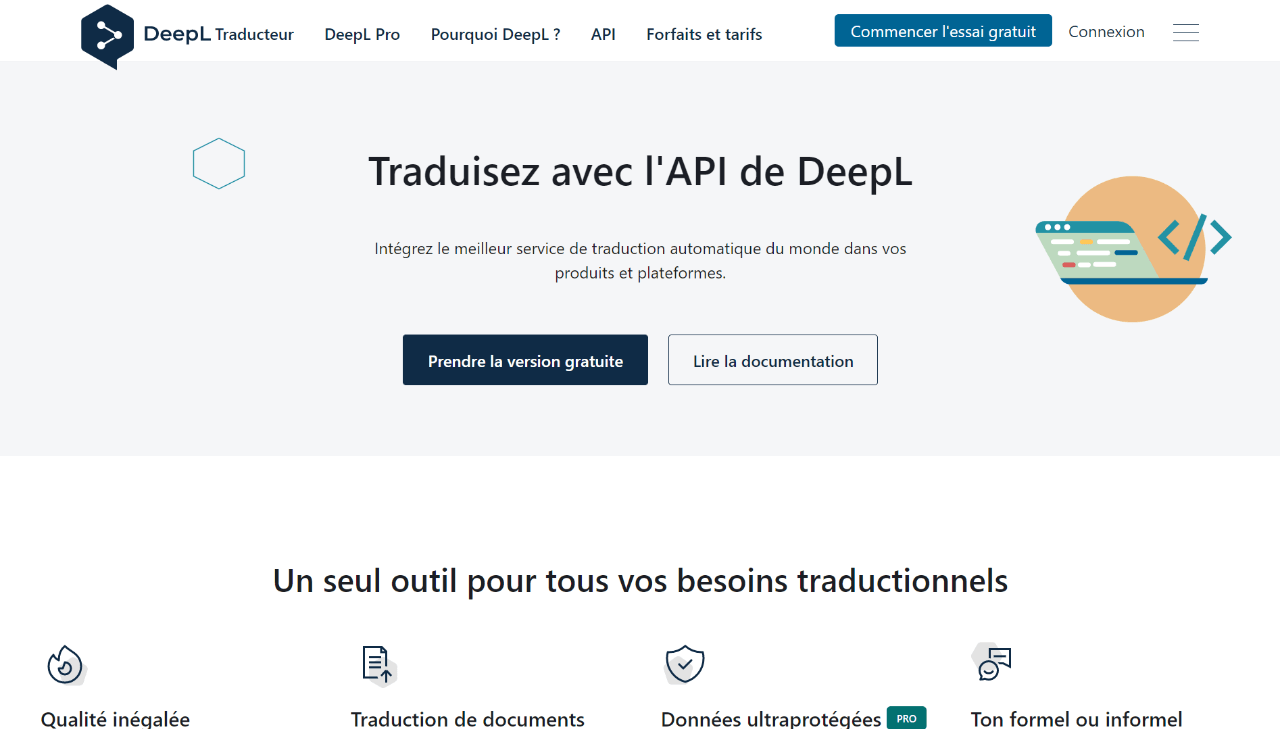 DeepL Traducteur DeepL Pro Pourquoi DeepL ? API Forfaits et tarifs Commencer l'essai gratuit Connexion
Traduisez avec l'API de DeepL
Intégrez le meilleur service de traduction automatique du monde dans vos
produits et plateformes.
Prendre la version gratuite Lire la documentation
Un seul outil pour tous vos besoins traductionnels
Qualité inégalée Traduction de documents Données ultraprotégées PRO Ton formel ou informel